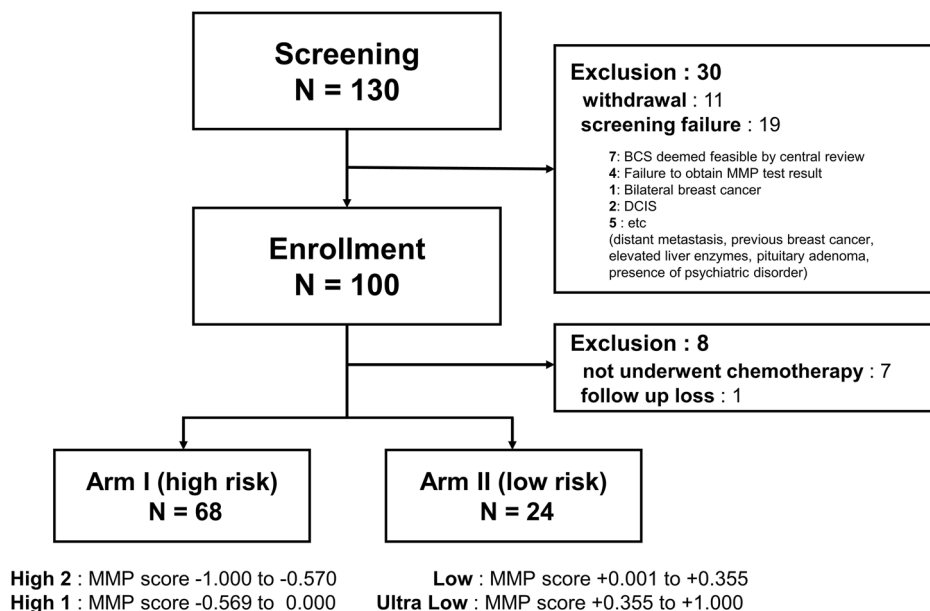 Screening
N = 130
Exclusion : 30
withdrawal : 11
screening failure : 19
7: BCS deemed feasible by central review
4: Failure to obtain MMP test result
1: Bilateral breast cancer
2: DCIS
5 : etc
(distant metastasis, previous breast cancer,
elevated liver enzymes, pituitary adenoma,
presence of psychiatric disorder)
Enrollment
N = 100
Exclusion : 8
not underwent chemotherapy : 7
follow up loss : 1
Arm I (high risk)
N = 68
Arm II (low risk)
N = 24
High 2 : MMP score -1.000 to -0.570
High 1 : MMP score -0.569 to 0.000
Low : MMP score +0.001 to +0.355
Ultra Low : MMP score +0.355 to +1.000